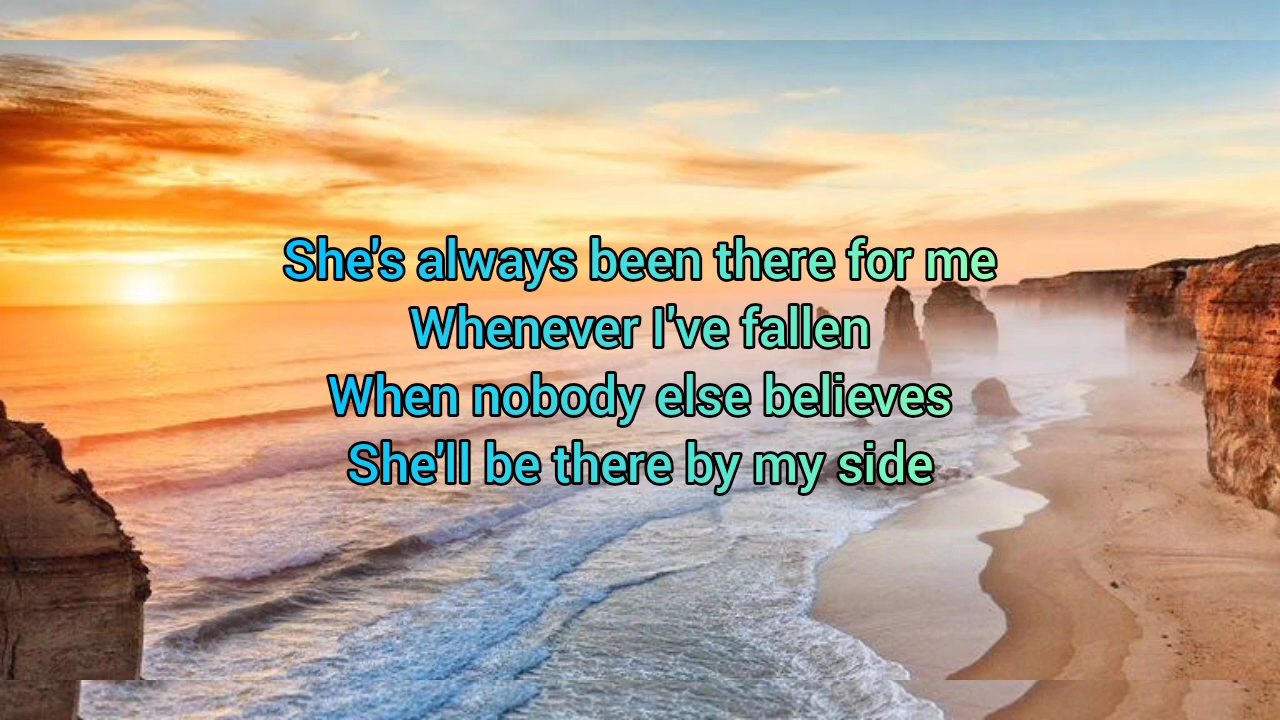 She's always been there for me
Whenever I've fallen
When nobody else believes
She'll be there by my side